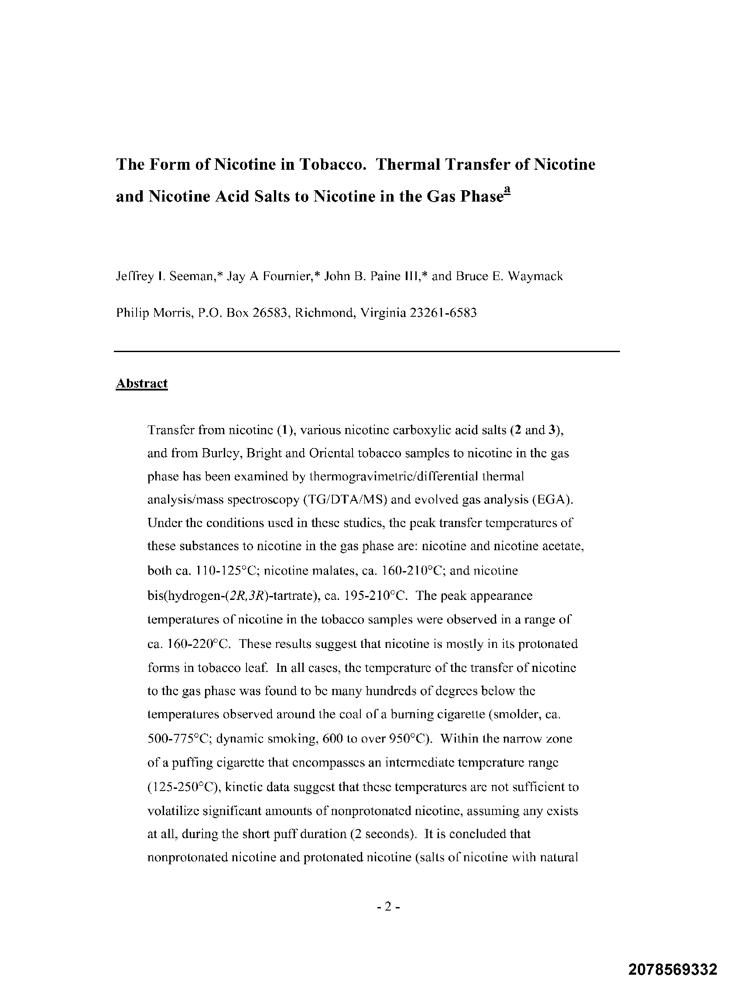 The Form of Nicotine in Tobacco. Thermal Transfer of Nicotine
and Nicotine Acid Salts to Nicotine in the Gas Phaseª
Jeffrey I. Seeman,* Jay A Fournier,* John B. Paine III,* and Bruce E. Waymack
Philip Morris, P.O. Box 26583, Richmond, Virginia 23261-6583
Abstract
Transfer from nicotine (1), various nicotine carboxylic acid salts (2 and 3),
and from Burley, Bright and Oriental tobacco samples to nicotine in the gas
phase has been examined by thermogravimetric/differential thermal
analysis/mass spectroscopy (TG/DTA/MS) and evolved gas analysis (EGA).
Under the conditions used in these studies, the peak transfer temperatures of
these substances to nicotine in the gas phase are: nicotine and nicotine acetate,
both ca. 110-125°C; nicotine malates, ca. 160-210°C; and nicotine
bis(hydrogen-(2R,3R)-tartrate), ca. 195-210°C. The peak appearance
temperatures of nicotine in the tobacco samples were observed in a range of
ca. 160-220°C. These results suggest that nicotine is mostly in its protonated
forms in tobacco leaf. In all cases, the temperature of the transfer of nicotine
to the gas phase was found to be many hundreds of degrees below the
temperatures observed around the coal of a burning cigarette (smolder, ca.
500-775°C; dynamic smoking, 600 to over 950°C). Within the narrow zone
of a puffing cigarette that encompasses an intermediate temperature range
(125-250°C), kinetic data suggest that these temperatures are not sufficient to
volatilize significant amounts of nonprotonated nicotine, assuming any exists
at all, during the short puff duration (2 seconds). It is concluded that
nonprotonated nicotine and protonated nicotine (salts of nicotine with natural
- 2 -
2078569332